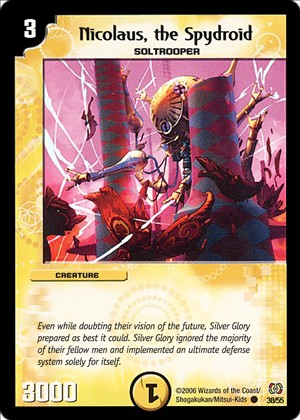 3
Nicolaus, the Spydroid
SOLTROOPER
CREATURE
Even while doubting their vision of the future, Silver Glory
prepared as best it could. Silver Glory ignored the majority
of their fellow men and implemented an ultimate defense
system solely for itself.
3000
1
©2006 Wizards of the Coast/
Shogakukan/Mitsui-Kids
38/55